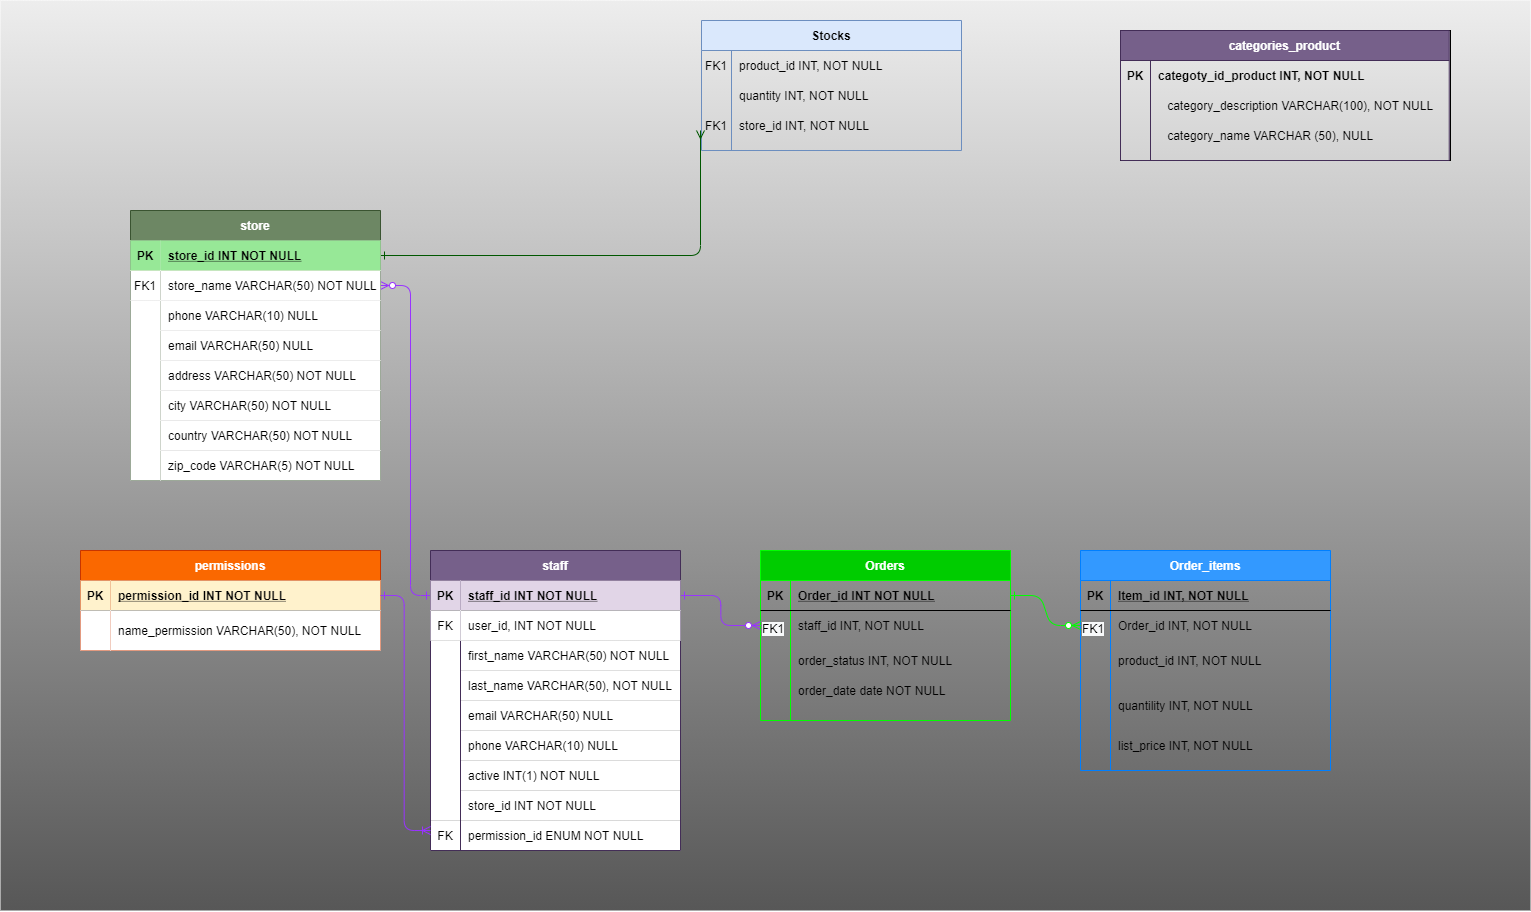 Stocks
FK1 product_id INT, NOT NULL
quantity INT, NOT NULL
FK1 store_id INT, NOT NULL
categories_product
PK categoty_id_product INT, NOT NULL
category_description VARCHAR(100), NOT NULL
category_name VARCHAR (50), NULL
store
PK store_id INT NOT NULL
FK1 store_name VARCHAR(50) NOT NULL
phone VARCHAR(10) NULL
email VARCHAR(50) NULL
address VARCHAR(50) NOT NULL
city VARCHAR(50) NOT NULL
country VARCHAR(50) NOT NULL
zip_code VARCHAR(5) NOT NULL
permissions
PK permission_id INT NOT NULL
name_permission VARCHAR(50), NOT NULL
staff
PK staff_id INT NOT NULL
FK user_id, INT NOT NULL
first_name VARCHAR(50) NOT NULL
last_name VARCHAR(50), NOT NULL
email VARCHAR(50) NULL
phone VARCHAR(10) NULL
active INT(1) NOT NULL
store_id INT NOT NULL
FK permission_id ENUM NOT NULL
Orders
PK Order_id INT NOT NULL
FK1 staff_id INT, NOT NULL
order_status INT, NOT NULL
order_date date NOT NULL
Order_items
PK Item_id INT, NOT NULL
FK1 Order_id INT, NOT NULL
product_id INT, NOT NULL
quantility INT, NOT NULL
list_price INT, NOT NULL